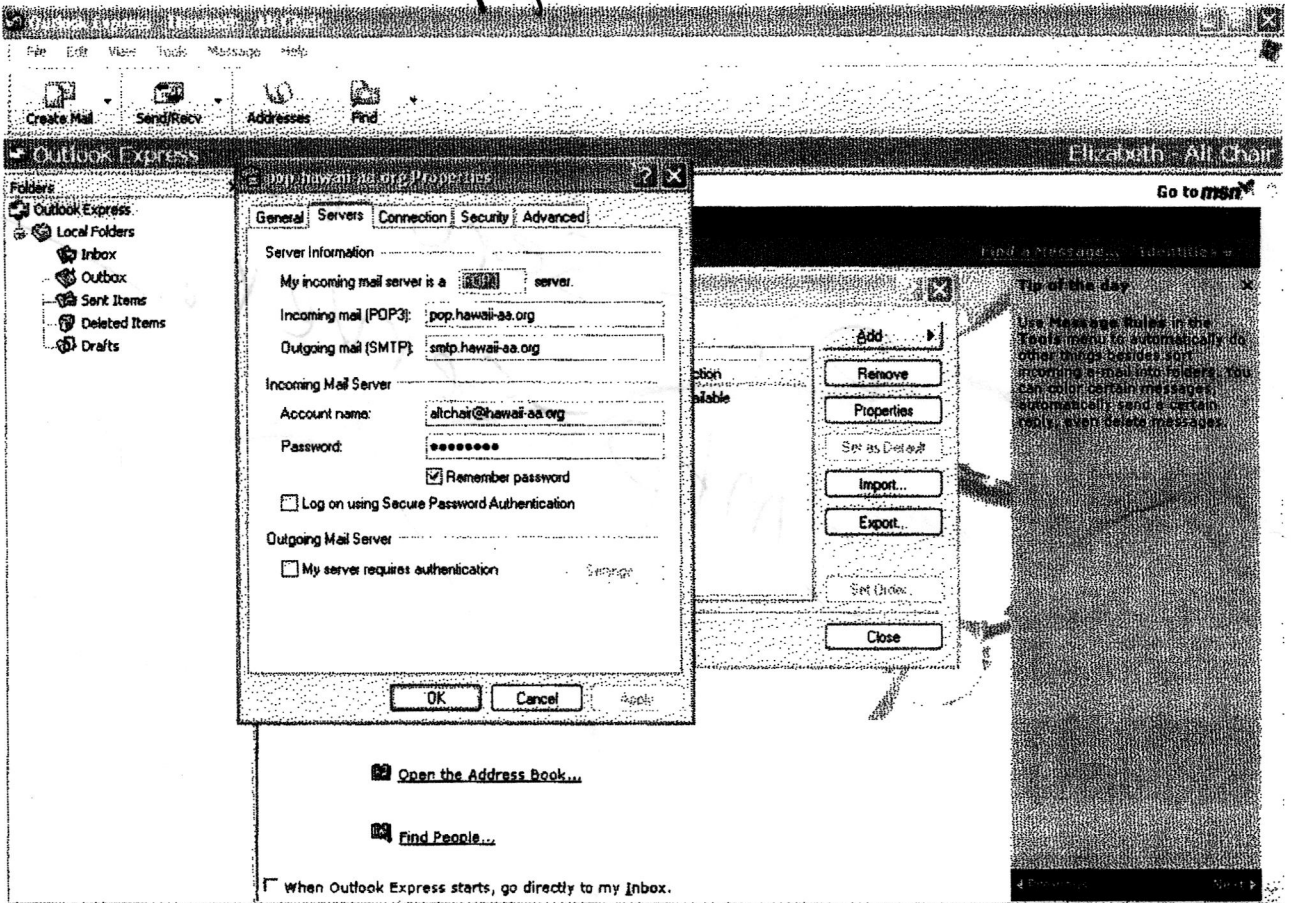 Outlook Express
File Edit View Tools Message Help
Create Mail Send/Recv Addresses Find
Outlook Express Elizabeth - Alt Chair
Folders
Outlook Express
Local Folders
Inbox
Outbox
Sent Items
Deleted Items
Drafts
pop.hawaii-aa.org Properties
General Servers Connection Security Advanced
Server Information
My incoming mail server is a server.
Incoming mail (POP3): pop.hawaii-aa.org
Outgoing mail (SMTP): smtp.hawaii-aa.org
Incoming Mail Server
Account name: altchair@hawaii-aa.org
Password: ●●●●●●●●
Remember password
Log on using Secure Password Authentication
Outgoing Mail Server
My server requires authentication Settings
OK Cancel Apply
Go to msn
Find a Message... Identities
Add
Remove
Properties
Set as Default
Import...
Export...
Set Order...
Close
Tip of the day
Use Message Rules in the
Tools menu to automatically do
other things besides sort
incoming e-mail into folders. You
can color certain messages,
automatically send a certain
reply, even delete messages.
Open the Address Book...
Find People...
When Outlook Express starts, go directly to my Inbox.
Previous Next